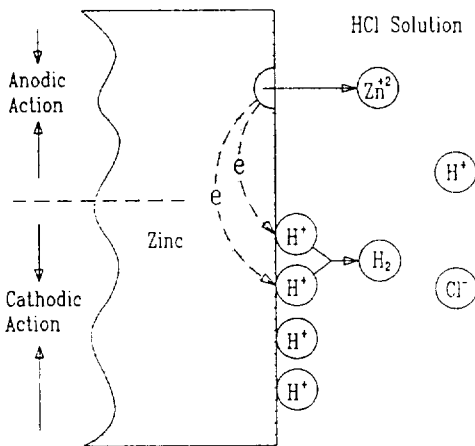 HCl Solution
Anodic
Action
Zn+2
e
H+
e
H+
Zinc
H2
H+
Cathodic
Action
Cl-
H+
H+